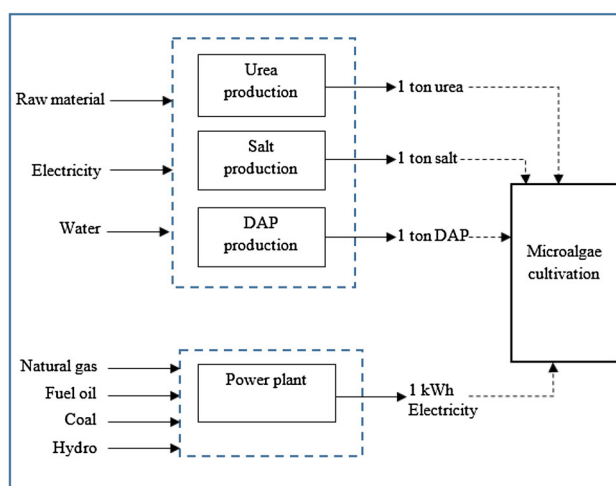 Raw material
Electricity
Water
Urea
production
1 ton urea
Salt
production
1 ton salt
DAP
production
1 ton DAP
Microalgae
cultivation
Natural gas
Fuel oil
Coal
Hydro
Power plant
1 kWh
Electricity